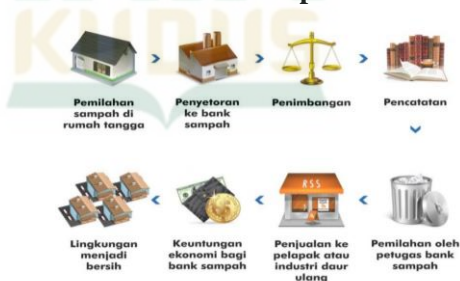 KUDUS
Pemilahan
sampah di
rumah tangga
Penyetoran
ke bank
sampah
Penimbangan
Pencatatan
Lingkungan
menjadi
bersih
Keuntungan
ekonomi bagi
bank sampah
RSS
Penjualan ke
pelapak atau
industri daur
ulang
Pemilahan oleh
petugas bank
sampah